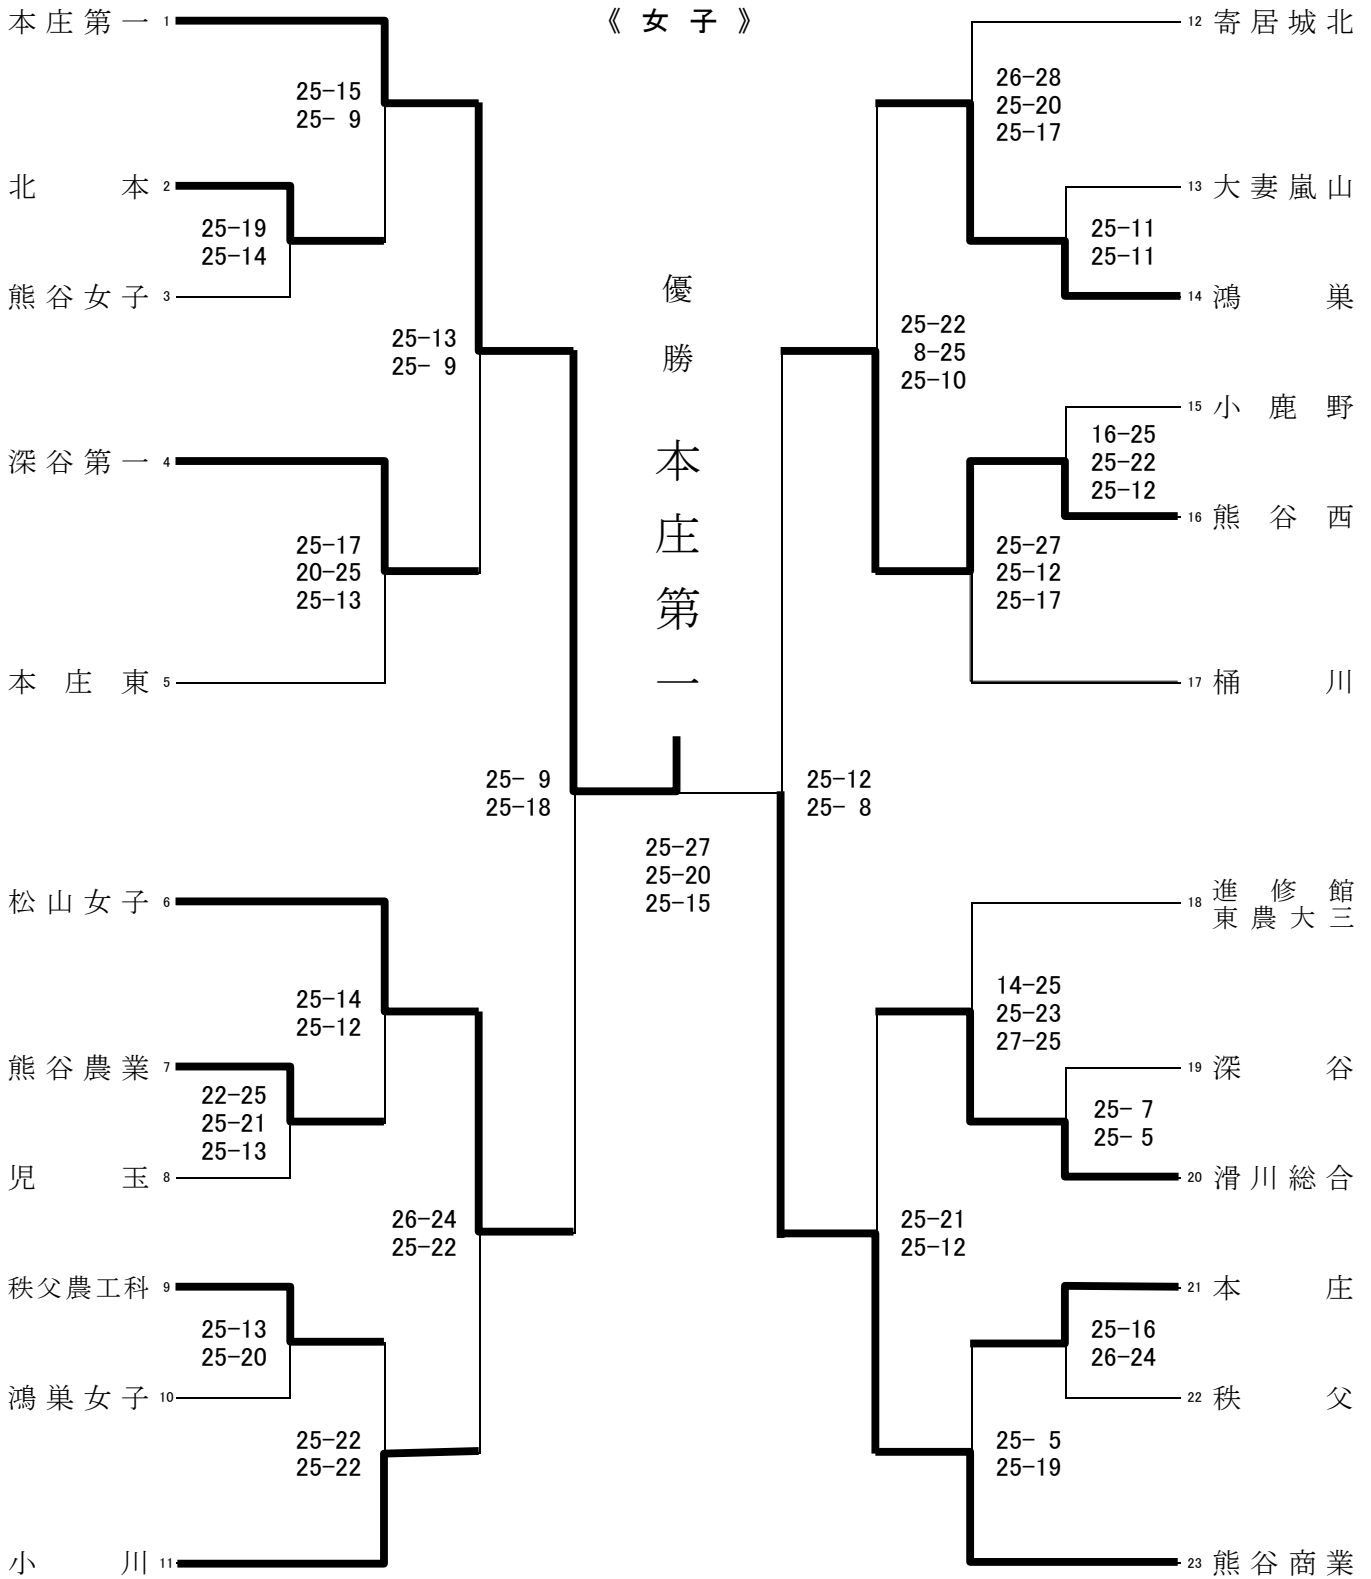 《 女 子 》
本庄第一 1
25-15
25- 9
北本 2
25-19
25-14
熊谷女子 3
25-13
25- 9
深谷第一 4
25-17
20-25
25-13
本庄東 5
25- 9
25-18
松山女子 6
25-14
25-12
熊谷農業 7
22-25
25-21
25-13
児玉 8
26-24
25-22
秩父農工科 9
25-13
25-20
鴻巣女子 10
25-22
25-22
小川 11
優勝
本庄第一
25-27
25-20
25-15
12 寄居城北
26-28
25-20
25-17
13 大妻嵐山
25-11
25-11
14 鴻巣
25-22
8-25
25-10
15 小鹿野
16-25
25-22
25-12
16 熊谷西
25-27
25-12
25-17
17 桶川
25-12
25- 8
18 進修館
東農大三
14-25
25-23
27-25
19 深谷
25- 7
25- 5
20 滑川総合
25-21
25-12
21 本庄
25-16
26-24
22 秩父
25- 5
25-19
23 熊谷商業